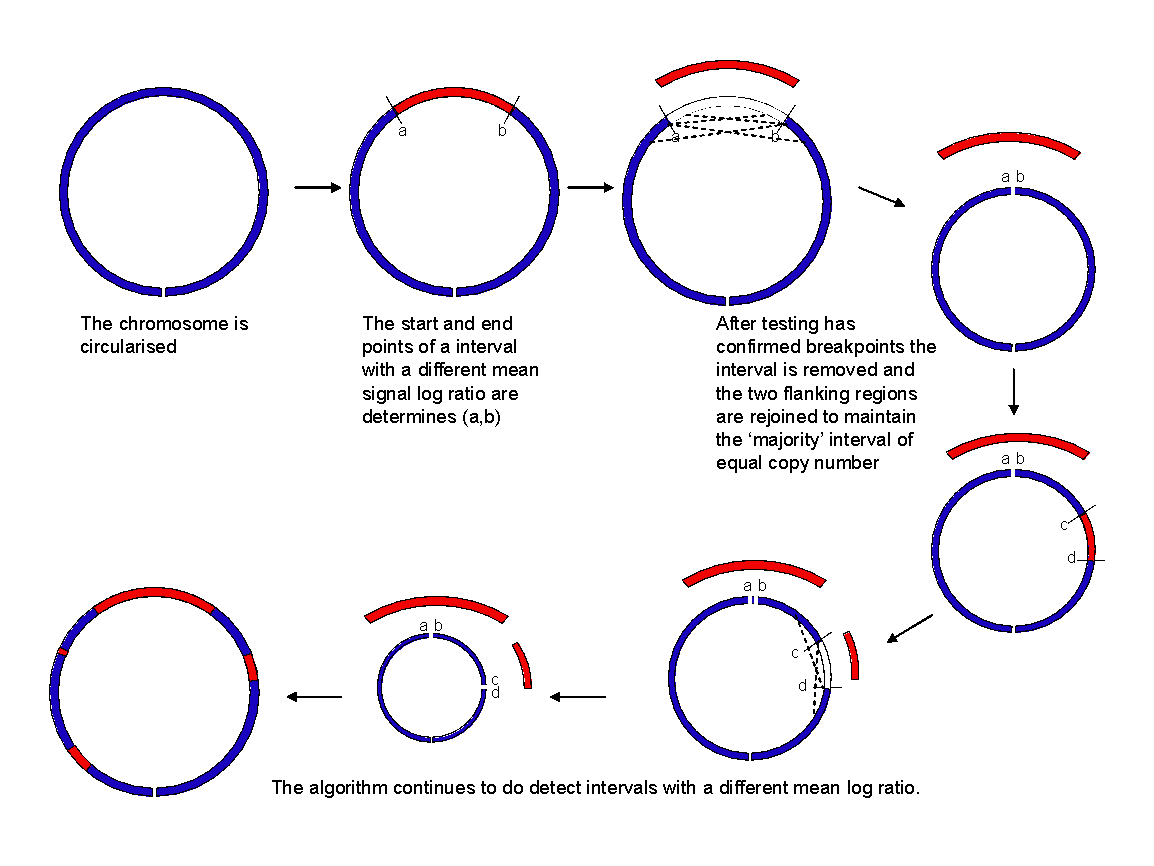 The chromosome is
circularised
a b
The start and end
points of a interval
with a different mean
signal log ratio are
determines (a,b)
a b
After testing has
confirmed breakpoints the
interval is removed and
the two flanking regions
are rejoined to maintain
the ‘majority’ interval of
equal copy number
a b
a b
c
d
a b
c
d
a b
c
d
The algorithm continues to do detect intervals with a different mean log ratio.